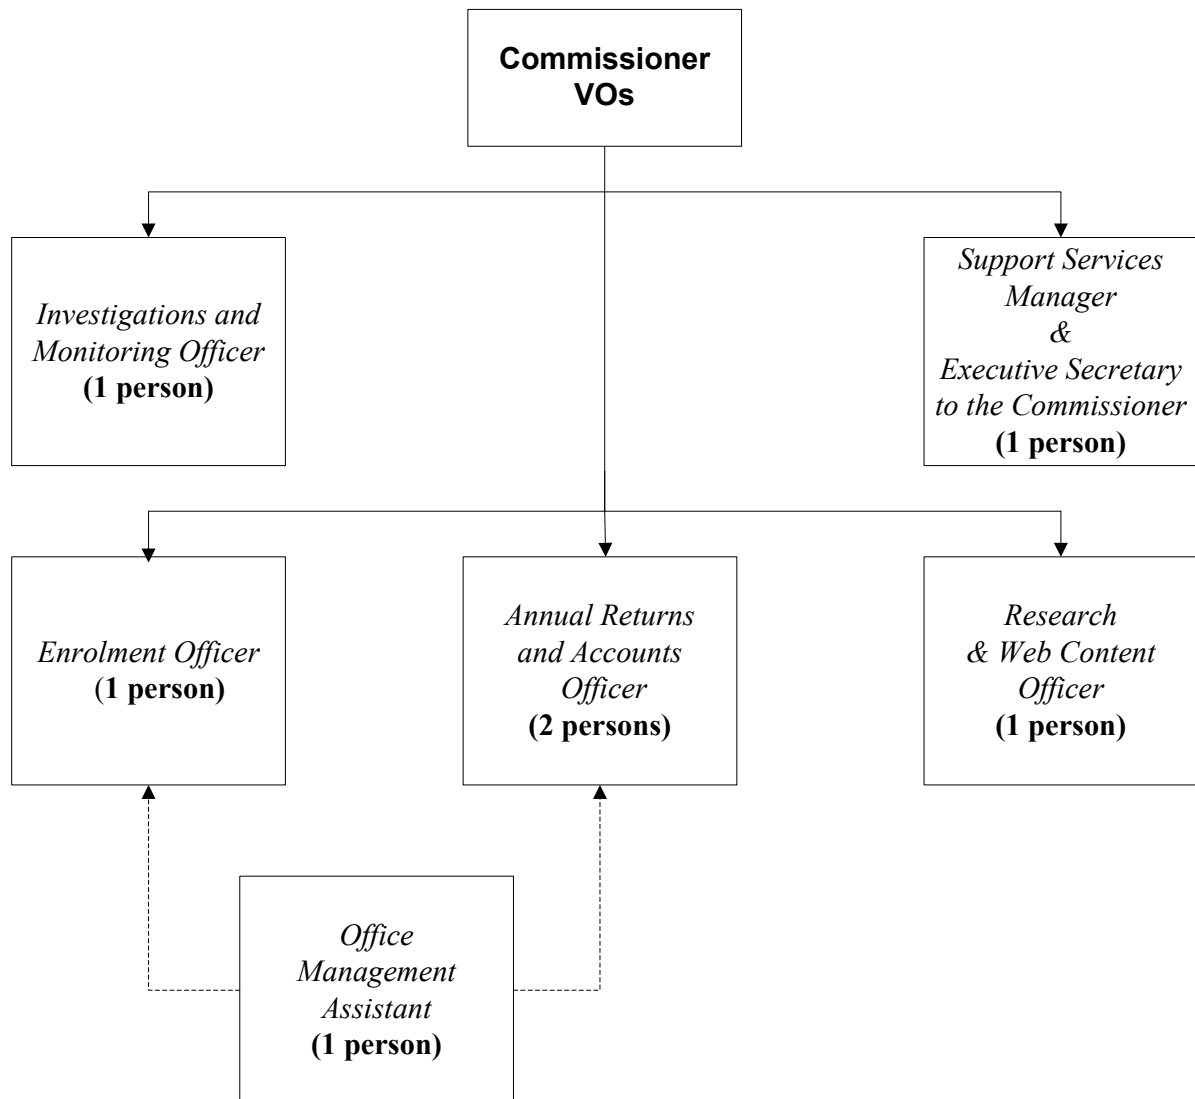 Commissioner
VOs
Investigations and
Monitoring Officer
(1 person)
Support Services
Manager
&
Executive Secretary
to the Commissioner
(1 person)
Enrolment Officer
(1 person)
Annual Returns
and Accounts
Officer
(2 persons)
Research
& Web Content
Officer
(1 person)
Office
Management
Assistant
(1 person)